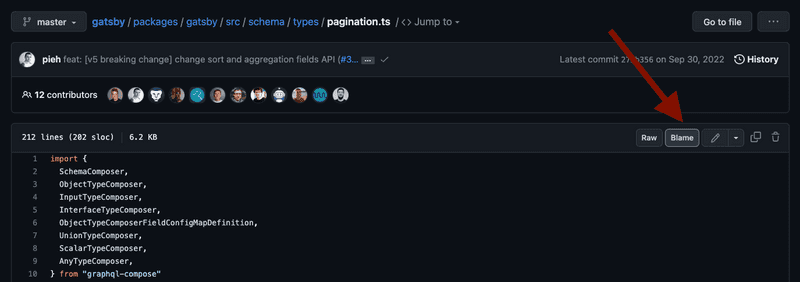 master gatsby / packages / gatsby / src / schema / types / pagination.ts / <> Jump to Go to file ...
pieh feat: [v5 breaking change] change sort and aggregation fields API (#3... ... Latest commit on Sep 30, 2022 History
12 contributors
212 lines (202 sloc) 6.2 KB Raw Blame
1 import {
2 SchemaComposer,
3 ObjectTypeComposer,
4 InputTypeComposer,
5 InterfaceTypeComposer,
6 ObjectTypeComposerFieldConfigMapDefinition,
7 UnionTypeComposer,
8 ScalarTypeComposer,
9 AnyTypeComposer,
10 } from "graphql-compose"